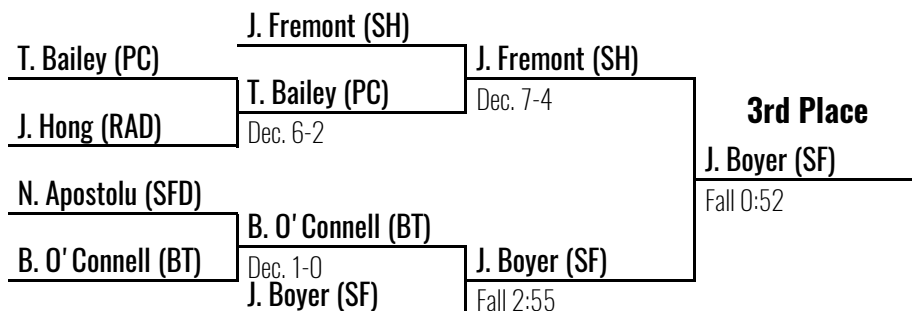 J. Fremont (SH)
T. Bailey (PC)
J. Fremont (SH)
T. Bailey (PC)
Dec. 7-4
3rd Place
J. Hong (RAD)
Dec. 6-2
J. Boyer (SF)
N. Apostolu (SFD)
Fall 0:52
B. O'Connell (BT)
B. O'Connell (BT)
Dec. 1-0
J. Boyer (SF)
J. Boyer (SF)
Fall 2:55